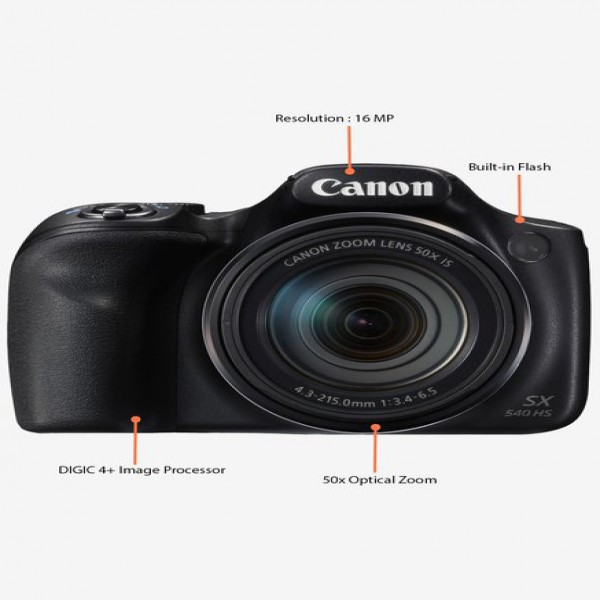 Resolution : 16 MP
Built-in Flash
Canon
CANON ZOOM LENS 50X IS
4.3-215.0mm 1:3.4-6.5
SX
540 HS
DIGIC 4+ Image Processor
50x Optical Zoom